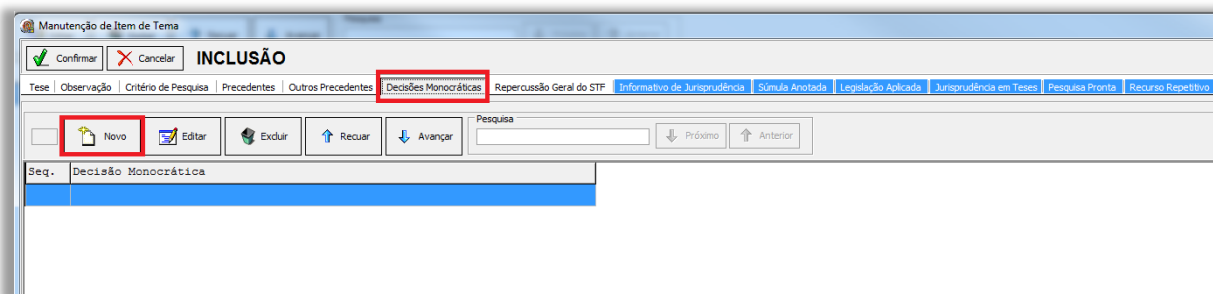 Manutenção de Item de Tema
Confirmar Cancelar INCLUSÃO
Tese Observação Critério de Pesquisa Precedentes Outros Precedentes Decisões Monocráticas Repercussão Geral do STF Informativo de Jurisprudência Súmula Anotada Legislação Aplicada Jurisprudência em Teses Pesquisa Pronta Recurso Repetitivo
Pesquisa
Novo Editar Excluir Recuar Avançar Próximo Anterior
Seq. Decisão Monocrática